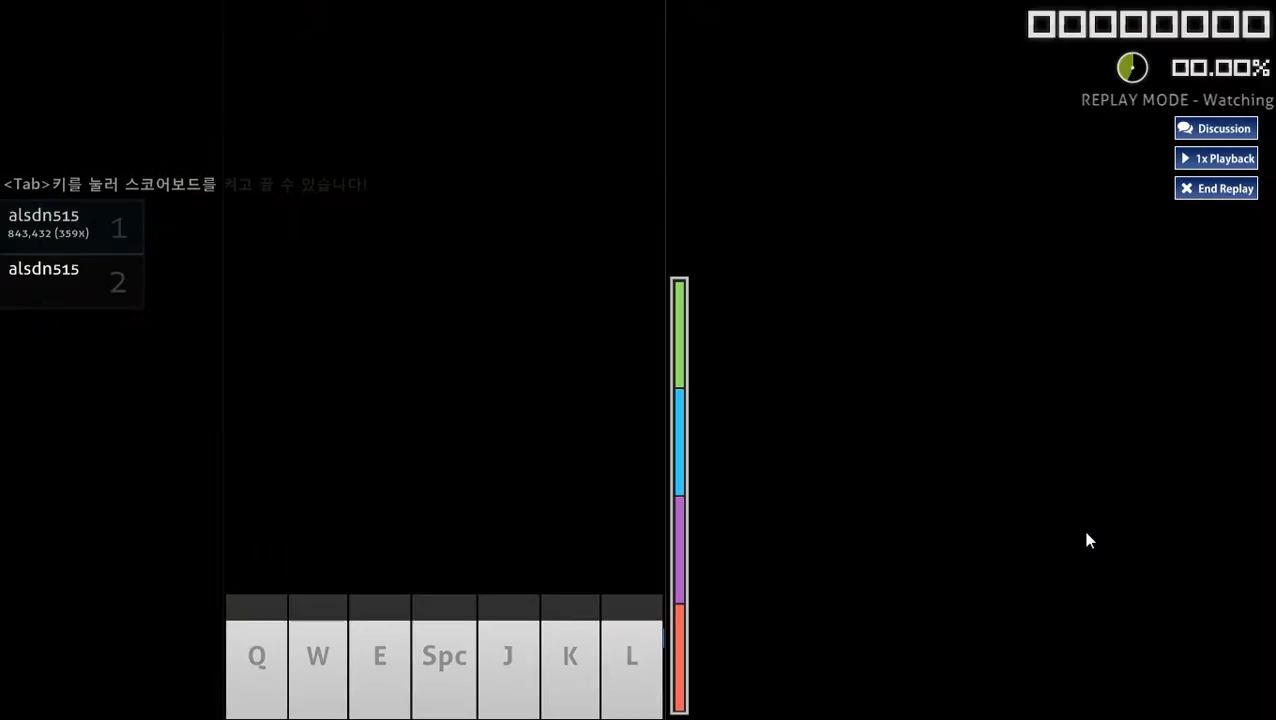 00000000
00.00%
REPLAY MODE - Watching
Discussion
1x Playback
End Replay
<Tab>키를 눌러 스코어보드를 켜고 끌 수 있습니다!
alsdn515
843,432 (359x)
1
alsdn515
2
Q W E Spc J K L